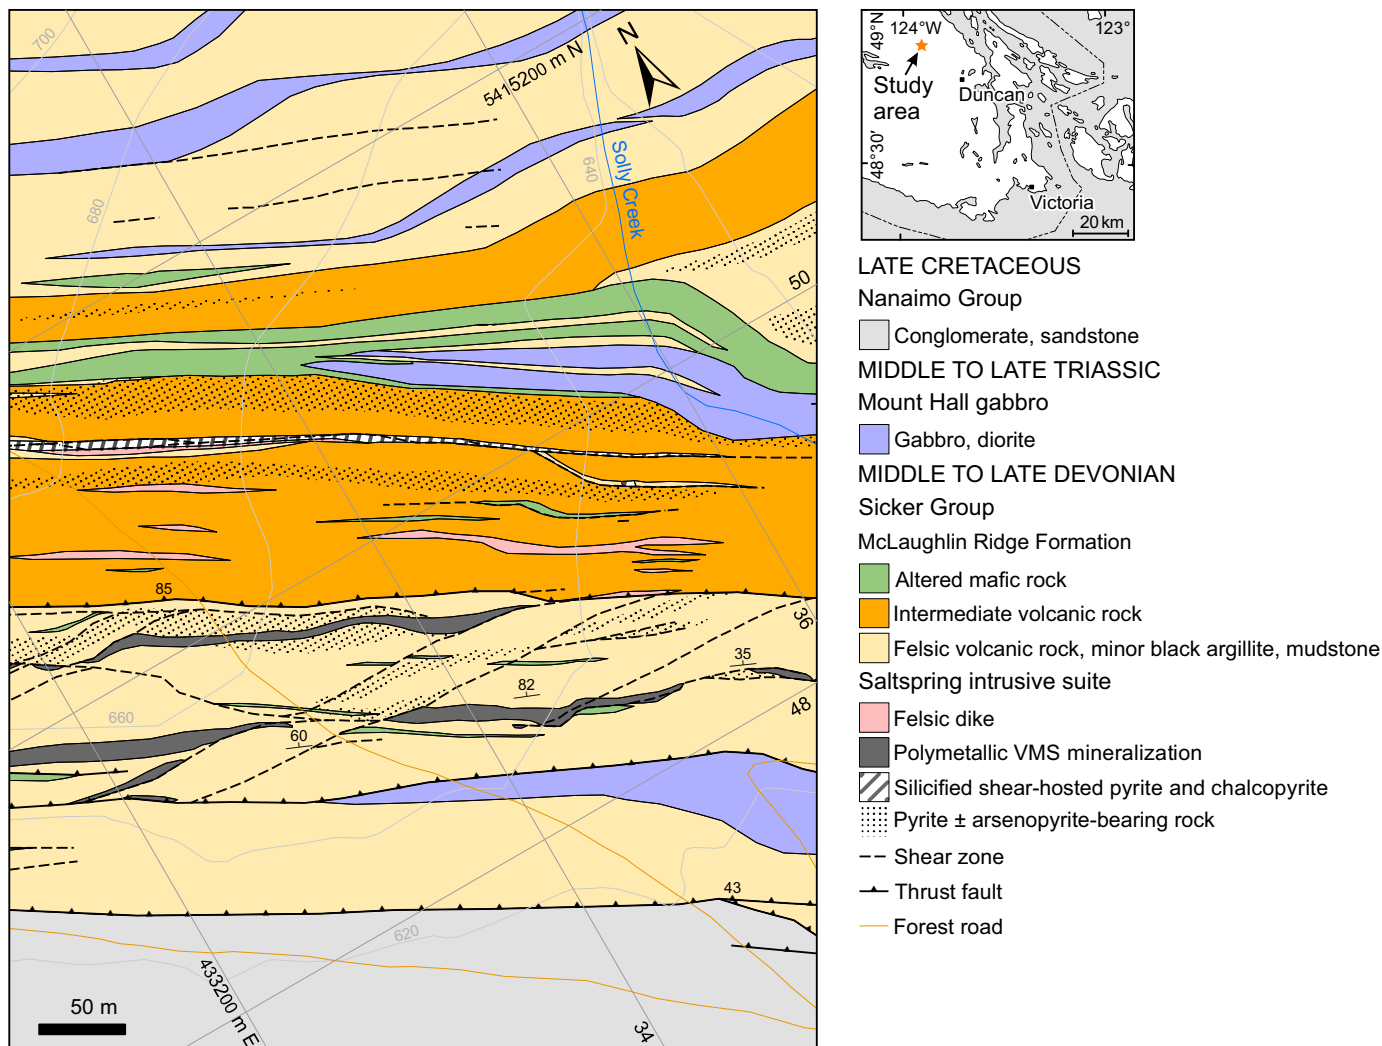 700
5415200 m N
N
Solly Creek
640
680
50
85
36
35
82
48
660
60
43
620
433200 m E
34
50 m
49°N
124°W
123°
Study
area
Duncan
48°30'
Victoria
20 km
LATE CRETACEOUS
Nanaimo Group
Conglomerate, sandstone
MIDDLE TO LATE TRIASSIC
Mount Hall gabbro
Gabbro, diorite
MIDDLE TO LATE DEVONIAN
Sicker Group
McLaughlin Ridge Formation
Altered mafic rock
Intermediate volcanic rock
Felsic volcanic rock, minor black argillite, mudstone
Saltspring intrusive suite
Felsic dike
Polymetallic VMS mineralization
Silicified shear-hosted pyrite and chalcopyrite
Pyrite ± arsenopyrite-bearing rock
Shear zone
Thrust fault
Forest road